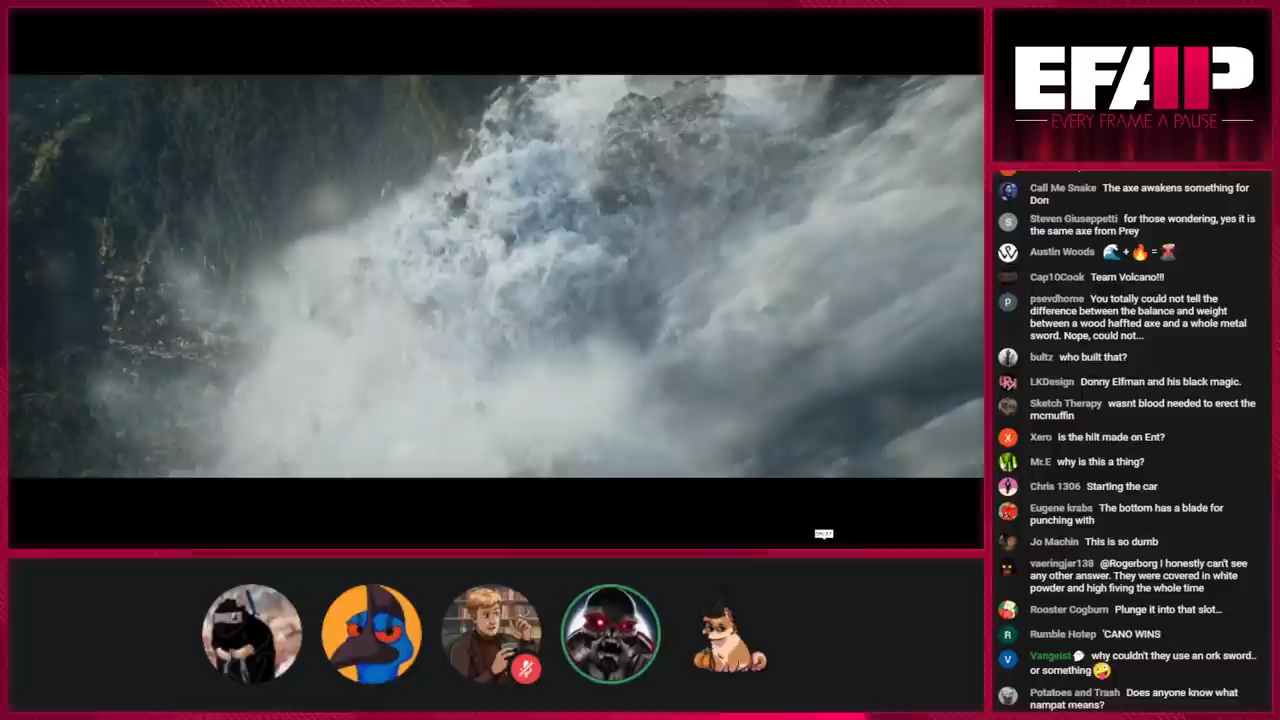 EFAP
EVERY FRAME A PAUSE
Call Me Snake The axe awakens something for
Don
Steven Giuseppetti for those wondering, yes it is
the same axe from Prey
Austin Woods 🌊 + 🔥 = 🌋
Cap10Cook Team Volcano!!!
psevdhome You totally could not tell the
difference between the balance and weight
between a wood haffted axe and a whole metal
sword. Nope, could not...
bultz who built that?
LKDesign Donny Elfman and his black magic.
Sketch Therapy wasnt blood needed to erect the
mcmuffin
Xero is the hilt made on Ent?
Mr.E why is this a thing?
Chris 1306 Starting the car
Eugene krabs The bottom has a blade for
punching with
Jo Machin This is so dumb
vaeringjar138 @Rogerborg I honestly can't see
any other answer. They were covered in white
powder and high fiving the whole time
Rooster Cogburn Plunge it into that slot...
Rumble Hotep 'CANO WINS
Vangeist why couldn't they use an ork sword..
or something 🤪
Potatoes and Trash Does anyone know what
nampat means?